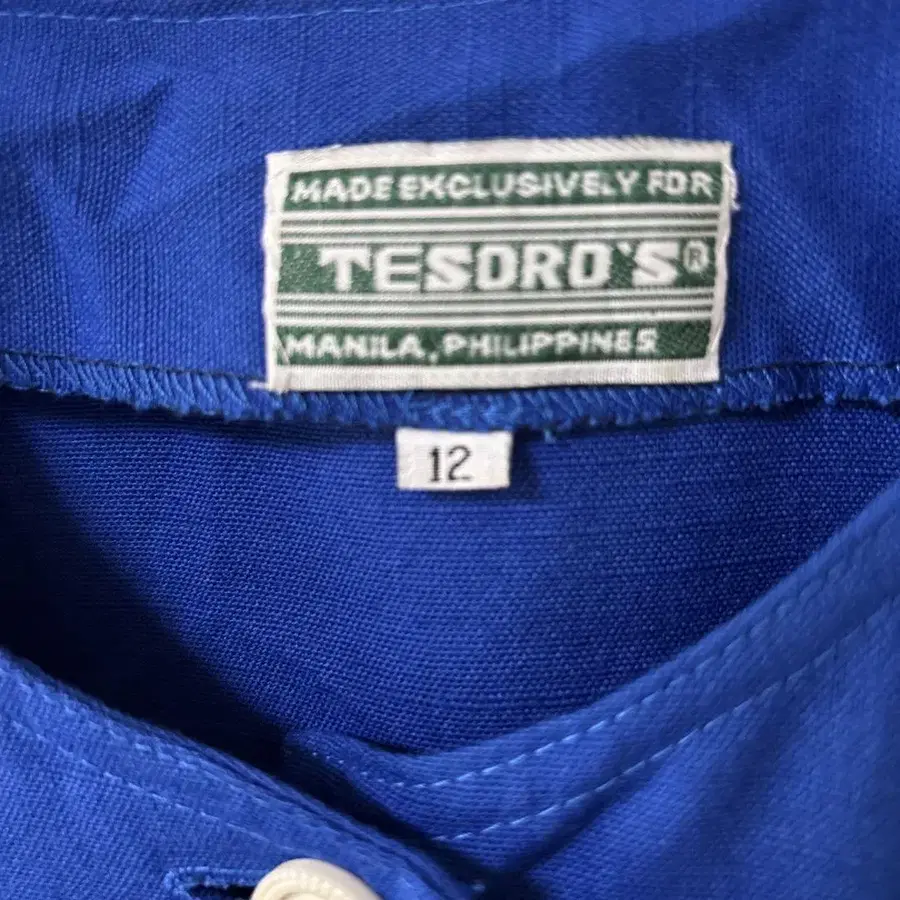 MADE EXCLUSIVELY FOR
TESORO'S®
MANILA, PHILIPPINES
12